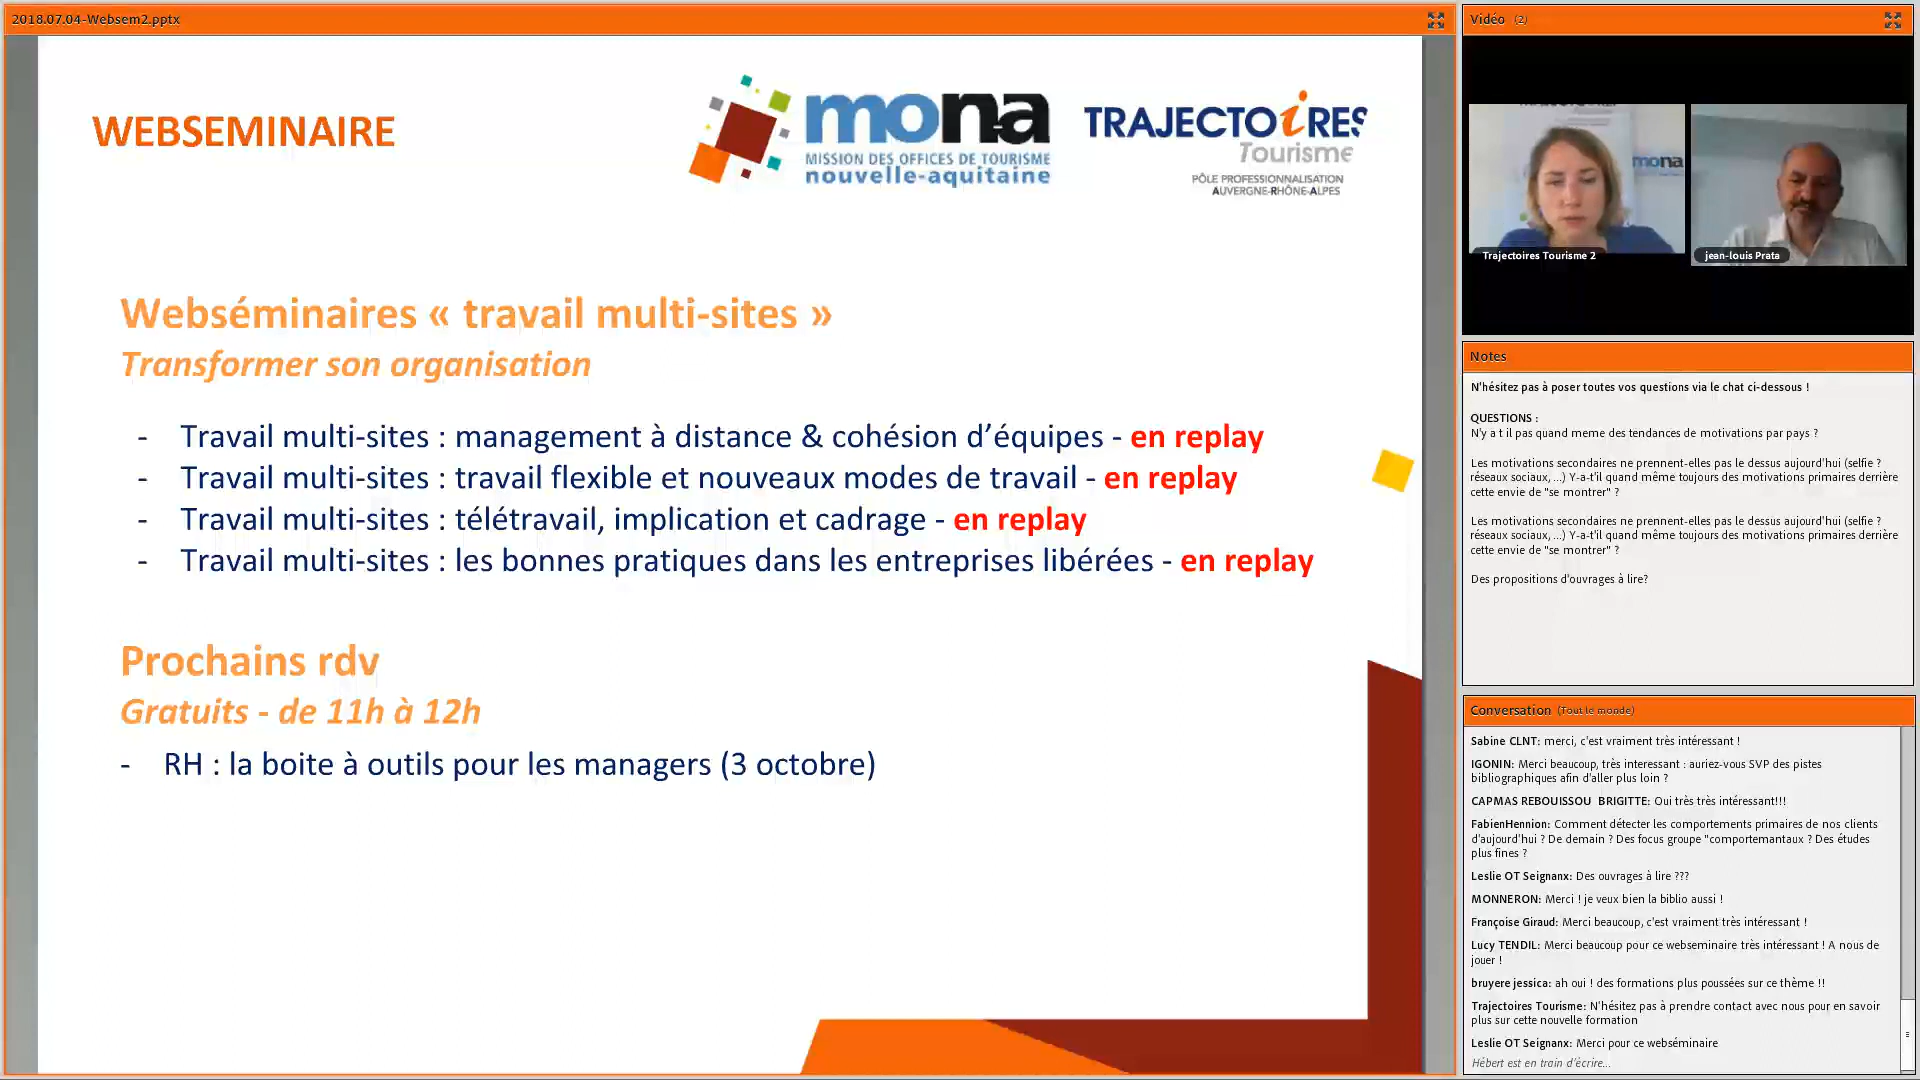 2018.07.04-Websem2.pptx
WEBSEMINAIRE
mona
MISSION DES OFFICES DE TOURISME
nouvelle-aquitaine
TRAJECTOiRES
Tourisme
PÔLE PROFESSIONNALISATION
AUVERGNE-RHÔNE-ALPES
Webséminaires « travail multi-sites »
Transformer son organisation
- Travail multi-sites : management à distance & cohésion d’équipes - en replay
- Travail multi-sites : travail flexible et nouveaux modes de travail - en replay
- Travail multi-sites : télétravail, implication et cadrage - en replay
- Travail multi-sites : les bonnes pratiques dans les entreprises libérées - en replay
Prochains rdv
Gratuits - de 11h à 12h
- RH : la boite à outils pour les managers (3 octobre)
Vidéo (2)
mona
Trajectoires Tourisme 2
jean-louis Prata
Notes
N'hésitez pas à poser toutes vos questions via le chat ci-dessous !
QUESTIONS :
N'y a t il pas quand meme des tendances de motivations par pays ?
Les motivations secondaires ne prennent-elles pas le dessus aujourd'hui (selfie ?
réseaux sociaux, ...) Y-a-t'il quand même toujours des motivations primaires derrière
cette envie de "se montrer" ?
Les motivations secondaires ne prennent-elles pas le dessus aujourd'hui (selfie ?
réseaux sociaux, ...) Y-a-t'il quand même toujours des motivations primaires derrière
cette envie de "se montrer" ?
Des propositions d'ouvrages à lire?
Conversation (Tout le monde)
Sabine CLNT: merci, c'est vraiment très intéressant !
IGONIN: Merci beaucoup, très interessant : auriez-vous SVP des pistes
bibliographiques afin d'aller plus loin ?
CAPMAS REBOUISSOU BRIGITTE: Oui très très intéressant!!!
FabienHennion: Comment détecter les comportements primaires de nos clients
d'aujourd'hui ? De demain ? Des focus groupe "comportemantaux ? Des études
plus fines ?
Leslie OT Seignanx: Des ouvrages à lire ???
MONNERON: Merci ! je veux bien la biblio aussi !
Françoise Giraud: Merci beaucoup, c'est vraiment très intéressant !
Lucy TENDIL: Merci beaucoup pour ce webseminaire très intéressant ! A nous de
jouer !
bruyere jessica: ah oui ! des formations plus poussées sur ce thème !!
Trajectoires Tourisme: N'hésitez pas à prendre contact avec nous pour en savoir
plus sur cette nouvelle formation
Leslie OT Seignanx: Merci pour ce webséminaire
Hébert est en train d'écrire...